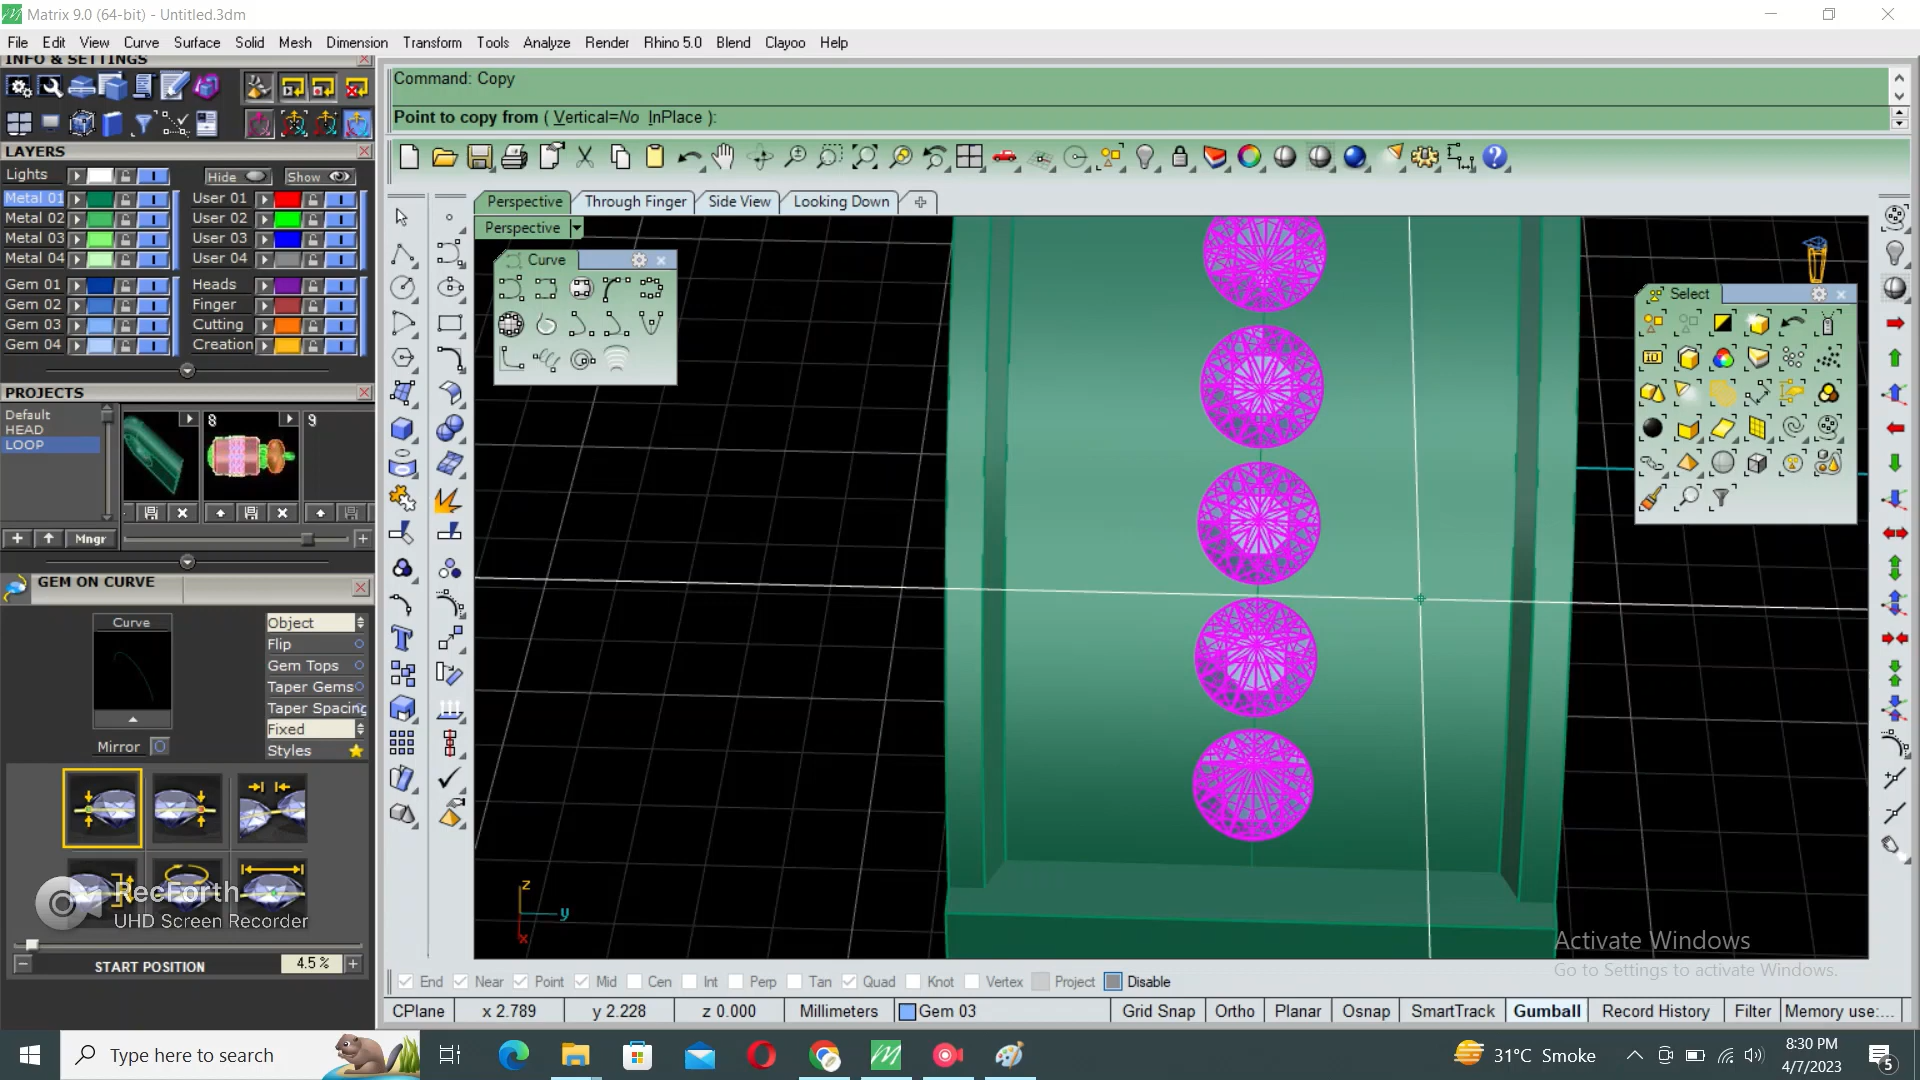 Matrix 9.0 (64-bit) - Untitled.3dm
File Edit View Curve Surface Solid Mesh Dimension Transform Tools Analyze Render Rhino 5.0 Blend Clayoo Help
INFO & SETTINGS
Command: Copy
Point to copy from ( Vertical=No InPlace ):
LAYERS
Lights Hide Show
Metal 01 User 01
Metal 02 User 02
Metal 03 User 03
Metal 04 User 04
Gem 01 Heads
Gem 02 Finger
Gem 03 Cutting
Gem 04 Creation
Perspective Through Finger Side View Looking Down
Perspective
Curve
Select
PROJECTS
Default
HEAD
LOOP
8
9
Mngr
GEM ON CURVE
Curve
Object
Flip
Gem Tops
Taper Gems
Taper Spacing
Fixed
Mirror
Styles
RecForth
UHD Screen Recorder
START POSITION 4.5 %
z
y
x
Activate Windows
Go to Settings to activate Windows.
End Near Point Mid Cen Int Perp Tan Quad Knot Vertex Project Disable
CPlane x 2.789 y 2.228 z 0.000 Millimeters Gem 03 Grid Snap Ortho Planar Osnap SmartTrack Gumball Record History Filter Memory use:...
Type here to search
31°C Smoke
8:30 PM
4/7/2023
5